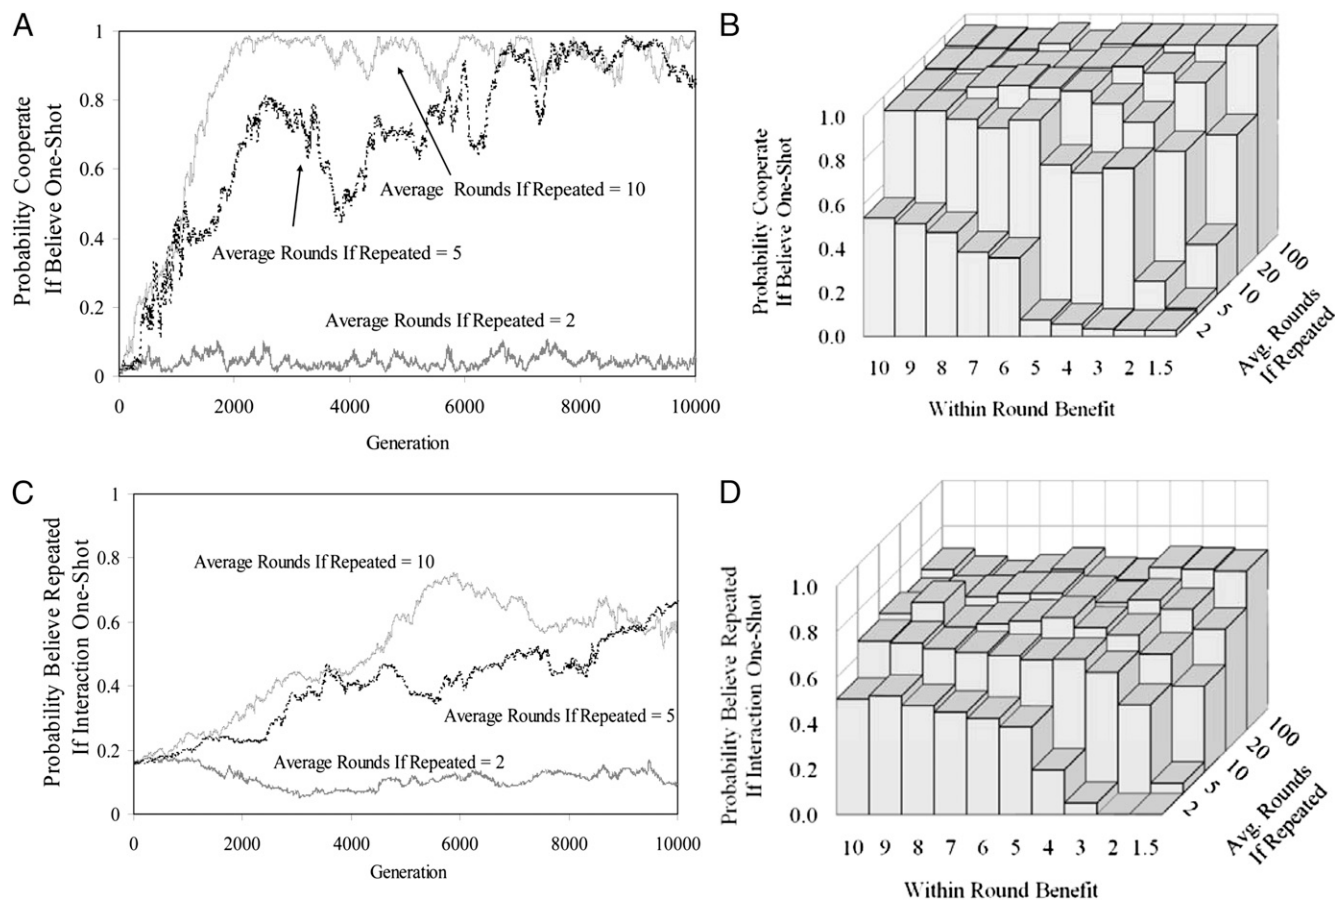 A
Probability Cooperate
If Believe One-Shot
1
0.8
0.6
0.4
0.2
0
Average Rounds If Repeated = 10
Average Rounds If Repeated = 5
Average Rounds If Repeated = 2
0 2000 4000 6000 8000 10000
Generation
B
Probability Cooperate
If Believe One-Shot
1.0
0.8
0.6
0.4
0.2
0.0
10 9 8 7 6 5 4 3 2 1.5
Within Round Benefit
2 5 10 20 100
Avg. Rounds
If Repeated
C
Probability Believe Repeated
If Interaction One-Shot
1
0.8
0.6
0.4
0.2
0
Average Rounds If Repeated = 10
Average Rounds If Repeated = 5
Average Rounds If Repeated = 2
0 2000 4000 6000 8000 10000
Generation
D
Probability Believe Repeated
If Interaction One-Shot
1.0
0.8
0.6
0.4
0.2
0.0
10 9 8 7 6 5 4 3 2 1.5
Within Round Benefit
2 5 10 20 100
Avg. Rounds
If Repeated